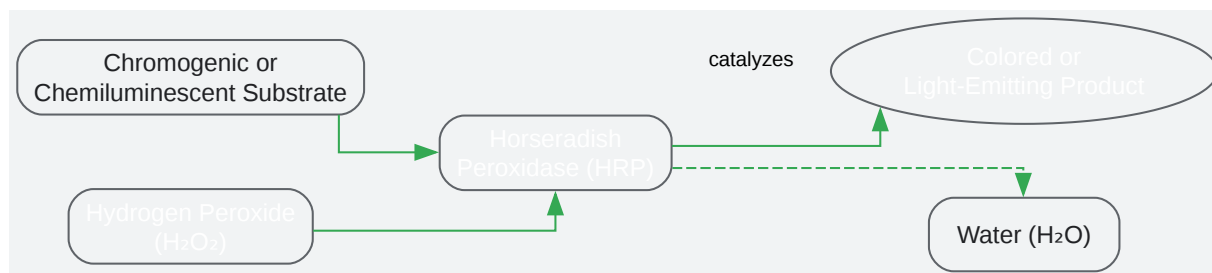 Chromogenic or
Chemiluminescent Substrate
catalyzes
Colored or
Light-Emitting Product
Horseradish
Peroxidase (HRP)
Hydrogen Peroxide
(H₂O₂)
Water (H₂O)